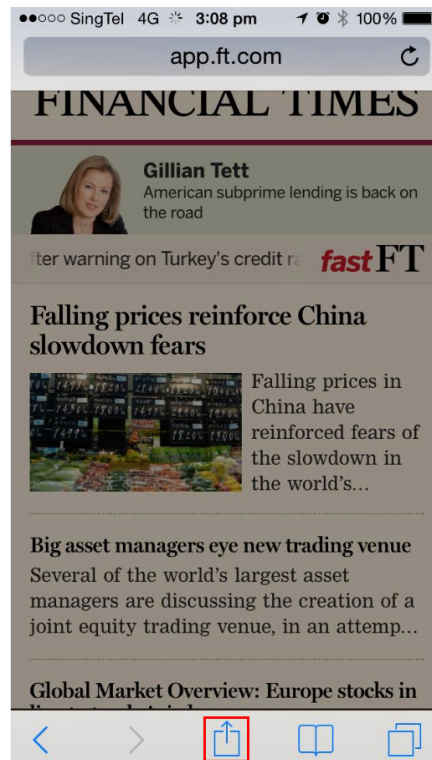 SingTel 4G 3:08 pm 100%
app.ft.com
FINANCIAL TIMES
Gillian Tett
American subprime lending is back on
the road
fter warning on Turkey's credit ra
fast FT
Falling prices reinforce China
slowdown fears
Falling prices in
China have
reinforced fears of
the slowdown in
the world's...
Big asset managers eye new trading venue
Several of the world's largest asset
managers are discussing the creation of a
joint equity trading venue, in an attemp...
Global Market Overview: Europe stocks in